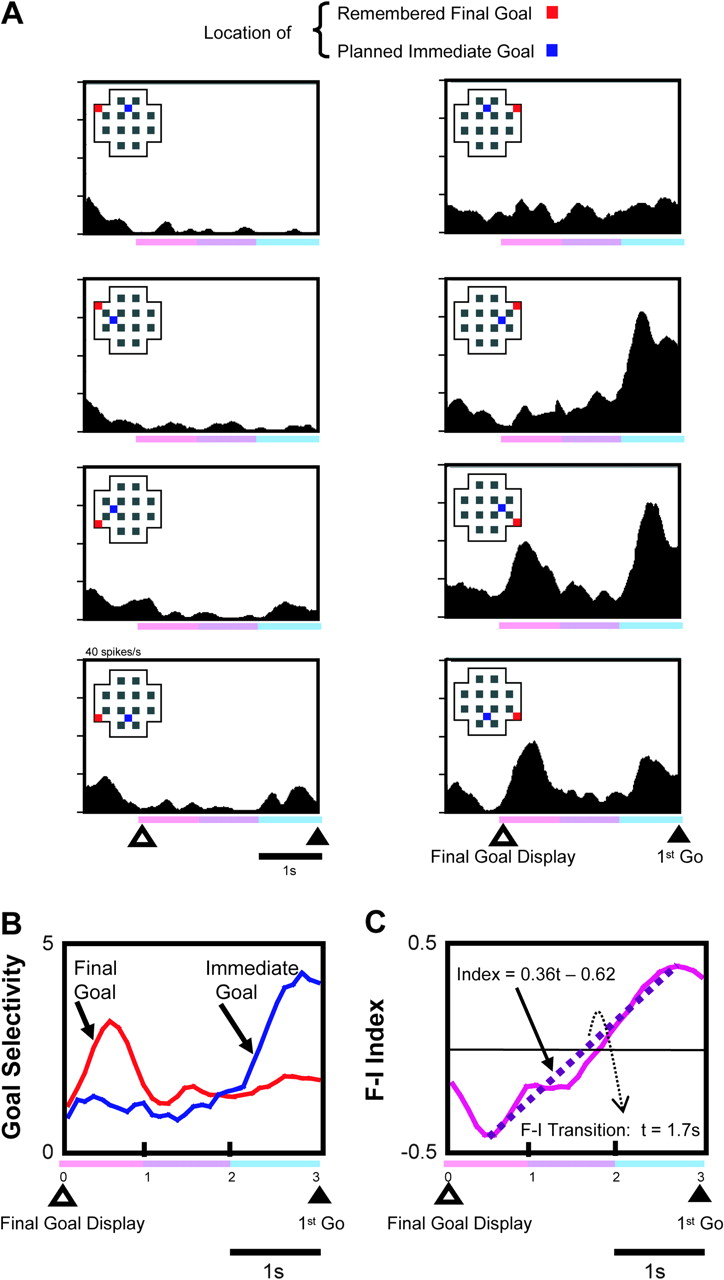 A
Location of
Remembered Final Goal
Planned Immediate Goal
40 spikes/s
1s
Final Goal Display
1st Go
B
5
Goal Selectivity
Final
Goal
Immediate
Goal
0
0 1 2 3
Final Goal Display
1st Go
1s
C
0.5
F-I Index
Index = 0.36t – 0.62
F-I Transition: t = 1.7s
-0.5
0 1 2 3
Final Goal Display
1st Go
1s